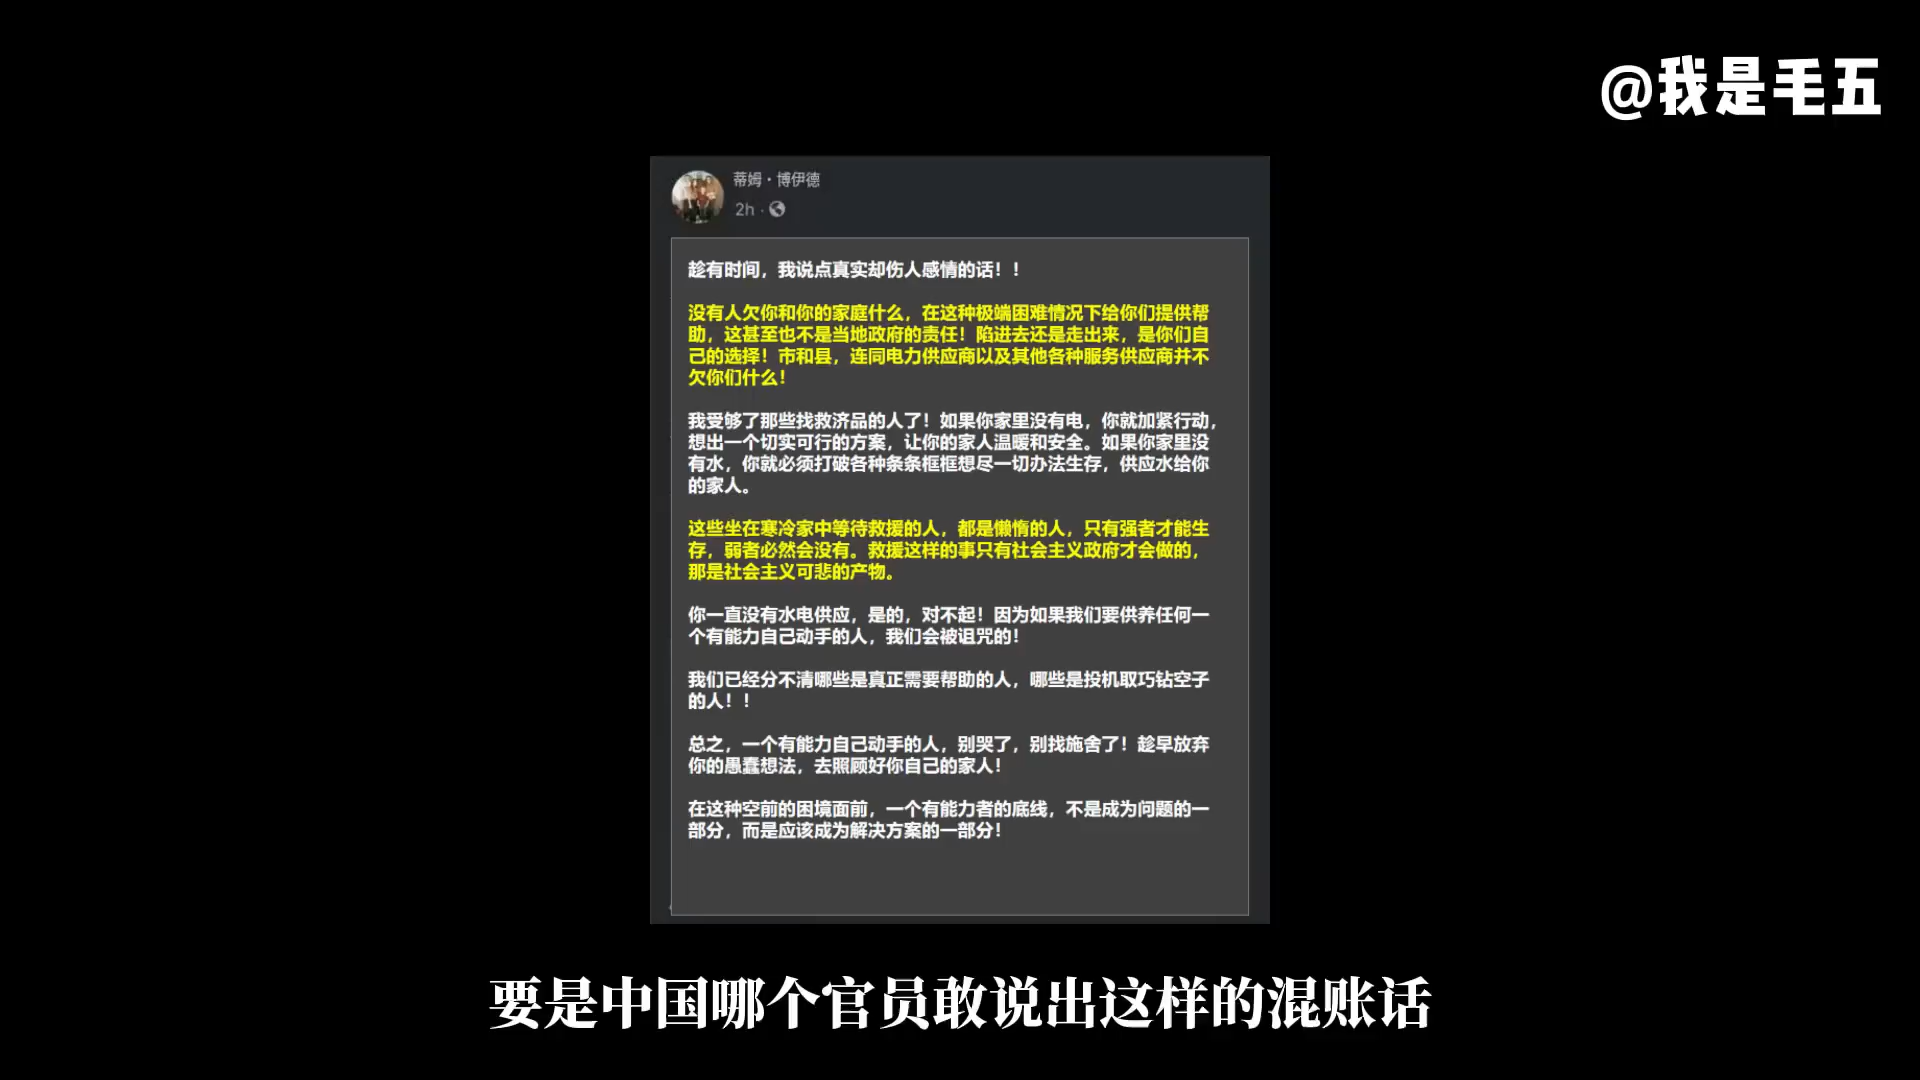 @我是毛五
蒂姆·博伊德
2h ·
趁有时间，我说点真实却伤人感情的话！！
没有人欠你和你的家庭什么，在这种极端困难情况下给你们提供帮
助，这甚至也不是当地政府的责任！陷进去还是走出来，是你们自
己的选择！市和县，连同电力供应商以及其他各种服务供应商并不
欠你们什么！
我受够了那些找救济品的人了！如果你家里没有电，你就加紧行动，
想出一个切实可行的方案，让你的家人温暖和安全。如果你家里没
有水，你就必须打破各种条条框框想尽一切办法生存，供应水给你
的家人。
这些坐在寒冷家中等待救援的人，都是懒惰的人，只有强者才能生
存，弱者必然会没有。救援这样的事只有社会主义政府才会做的，
那是社会主义可悲的产物。
你一直没有水电供应，是的，对不起！因为如果我们要供养任何一
个有能力自己动手的人，我们会被诅咒的！
我们已经分不清哪些是真正需要帮助的人，哪些是投机取巧钻空子
的人！！
总之，一个有能力自己动手的人，别哭了，别找施舍了！趁早放弃
你的愚蠢想法，去照顾好你自己的家人！
在这种空前的困境面前，一个有能力者的底线，不是成为问题的一
部分，而是应该成为解决方案的一部分！
要是中国哪个官员敢说出这样的混账话